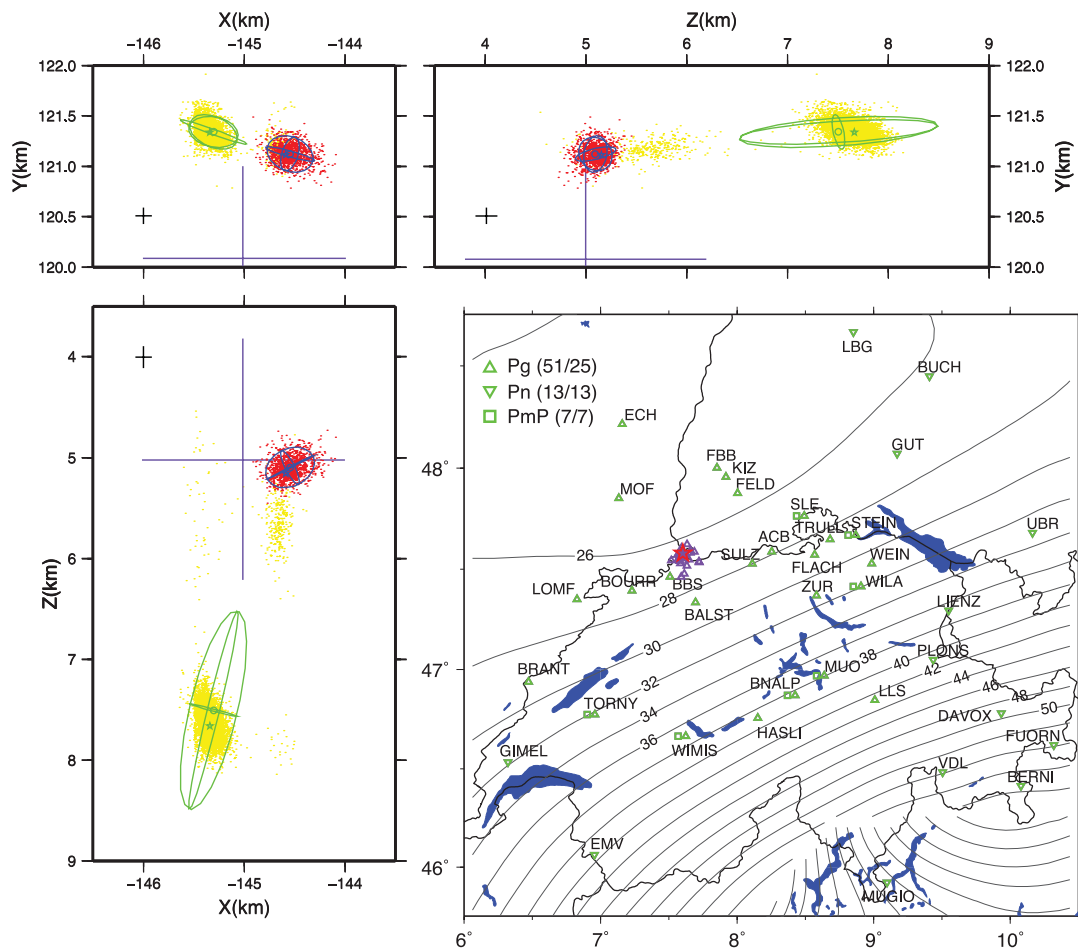 X(km)
−146 −145 −144
Z(km)
4 5 6 7 8 9
122.0
121.5
121.0
120.5
120.0
Y(km)
122.0
121.5
121.0
120.5
120.0
Y(km)
4
5
6
7
8
9
Z(km)
−146 −145 −144
X(km)
Pg (51/25)
Pn (13/13)
PmP (7/7)
LBG
BUCH
ECH
GUT
FBB
KIZ
FELD
MOF
SLE
TRULL
STEIN
UBR
ACB
SULZ
FLACH
WEIN
BOURR
BBS
LOMF
BALST
ZUR
WILA
LIENZ
PLONS
BRANT
MUO
BNALP
LLS
TORNY
HASLI
DAVOX
WIMIS
FUORN
GIMEL
VDL
BERNI
EMV
MUGIO
26
28
30
32
34
36
38
40
42
44
46
48
50
48˚
47˚
46˚
6˚ 7˚ 8˚ 9˚ 10˚